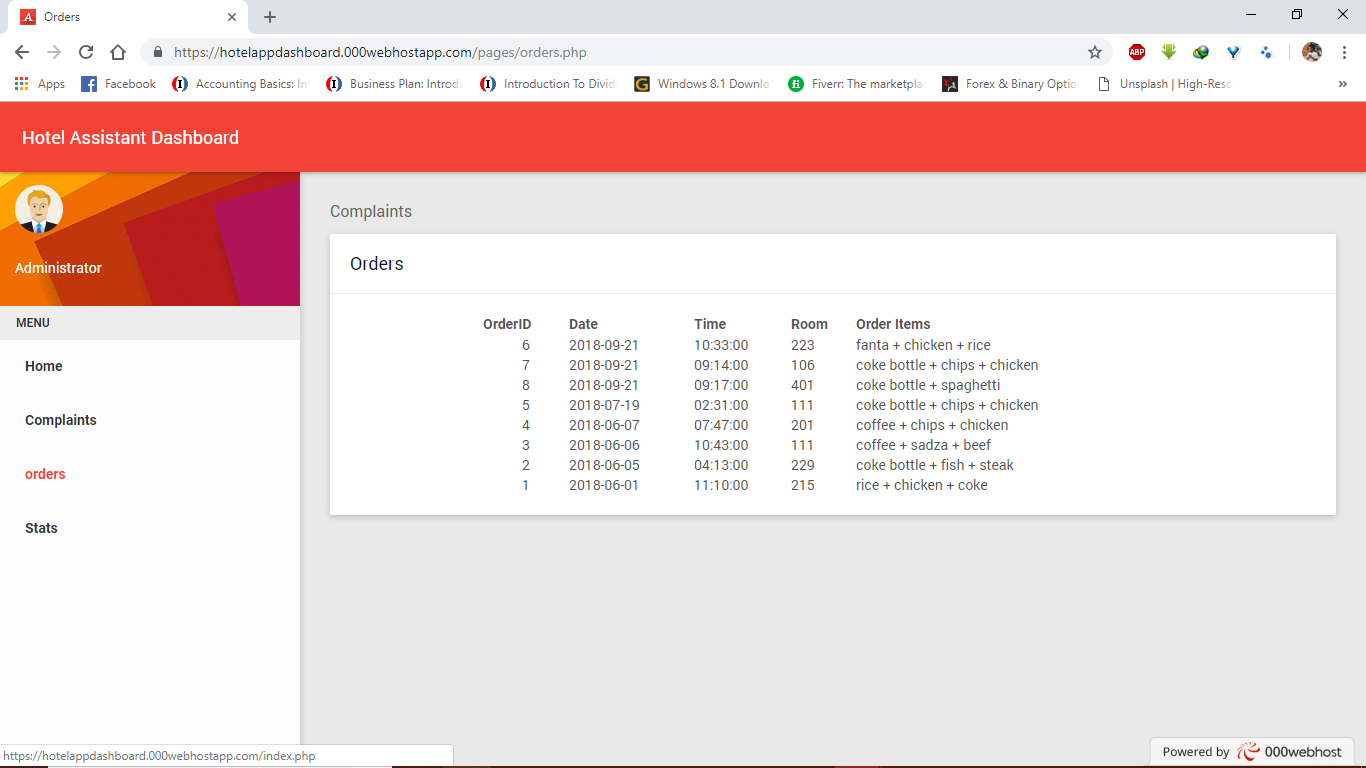 Orders
https://hotelappdashboard.000webhostapp.com/pages/orders.php
ABP
Apps Facebook Accounting Basics: In Business Plan: Introdu Introduction To Divid Windows 8.1 Downlo Fiverr: The marketpla Forex & Binary Optio Unsplash | High-Reso »
Hotel Assistant Dashboard
Administrator
MENU
Home
Complaints
orders
Stats
Complaints
Orders
OrderID Date Time Room Order Items
6 2018-09-21 10:33:00 223 fanta + chicken + rice
7 2018-09-21 09:14:00 106 coke bottle + chips + chicken
8 2018-09-21 09:17:00 401 coke bottle + spaghetti
5 2018-07-19 02:31:00 111 coke bottle + chips + chicken
4 2018-06-07 07:47:00 201 coffee + chips + chicken
3 2018-06-06 10:43:00 111 coffee + sadza + beef
2 2018-06-05 04:13:00 229 coke bottle + fish + steak
1 2018-06-01 11:10:00 215 rice + chicken + coke
https://hotelappdashboard.000webhostapp.com/index.php
Powered by 000webhost